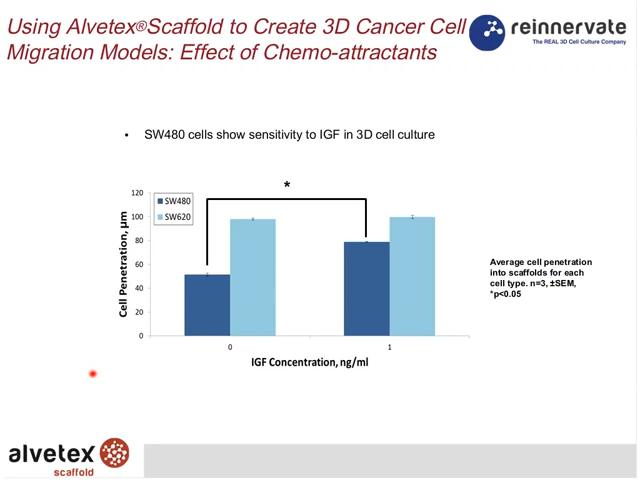 Using Alvetex®Scaffold to Create 3D Cancer Cell
Migration Models: Effect of Chemo-attractants
reinnervate
The REAL 3D Cell Culture Company
• SW480 cells show sensitivity to IGF in 3D cell culture
*
SW480
SW620
120
100
80
60
40
20
0
Cell Penetration, µm
0
1
IGF Concentration, ng/ml
Average cell penetration
into scaffolds for each
cell type. n=3, ±SEM,
*p<0.05
alvetex
scaffold